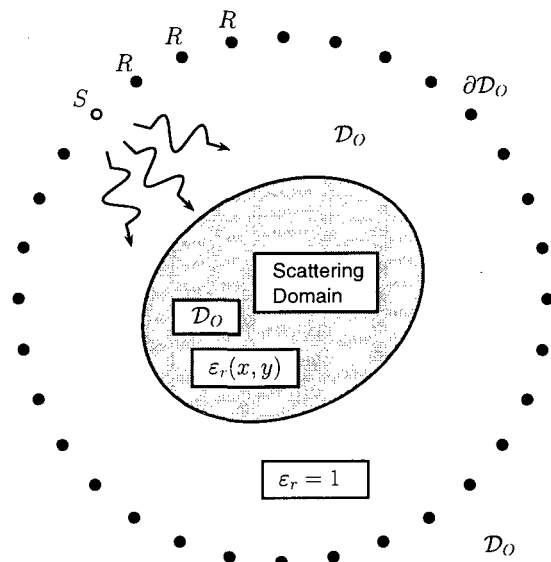 R
R
R
S
∂𝒟_O
𝒟_O
Scattering
Domain
𝒟_O
ε_r(x, y)
ε_r = 1
𝒟_O